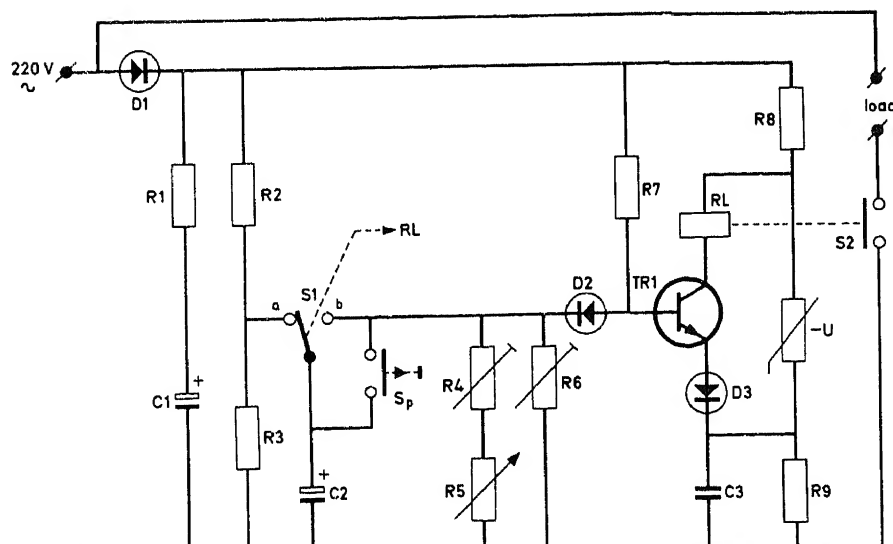 220 V
~
D1
load
R1
R2
R7
R8
RL
RL
S2
a
S1
b
D2
TR1
-U
C1
+
R3
Sp
R4
R6
D3
+
C2
R5
C3
R9